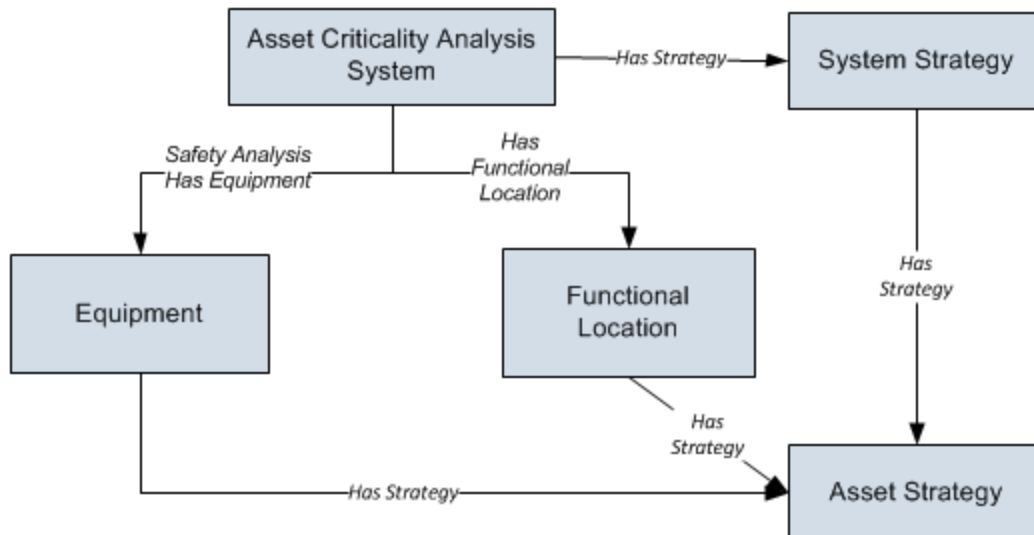 Asset Criticality Analysis
System
Has Strategy
System Strategy
Safety Analysis
Has Equipment
Has
Functional
Location
Equipment
Functional
Location
Has
Strategy
Has
Strategy
Has Strategy
Asset Strategy